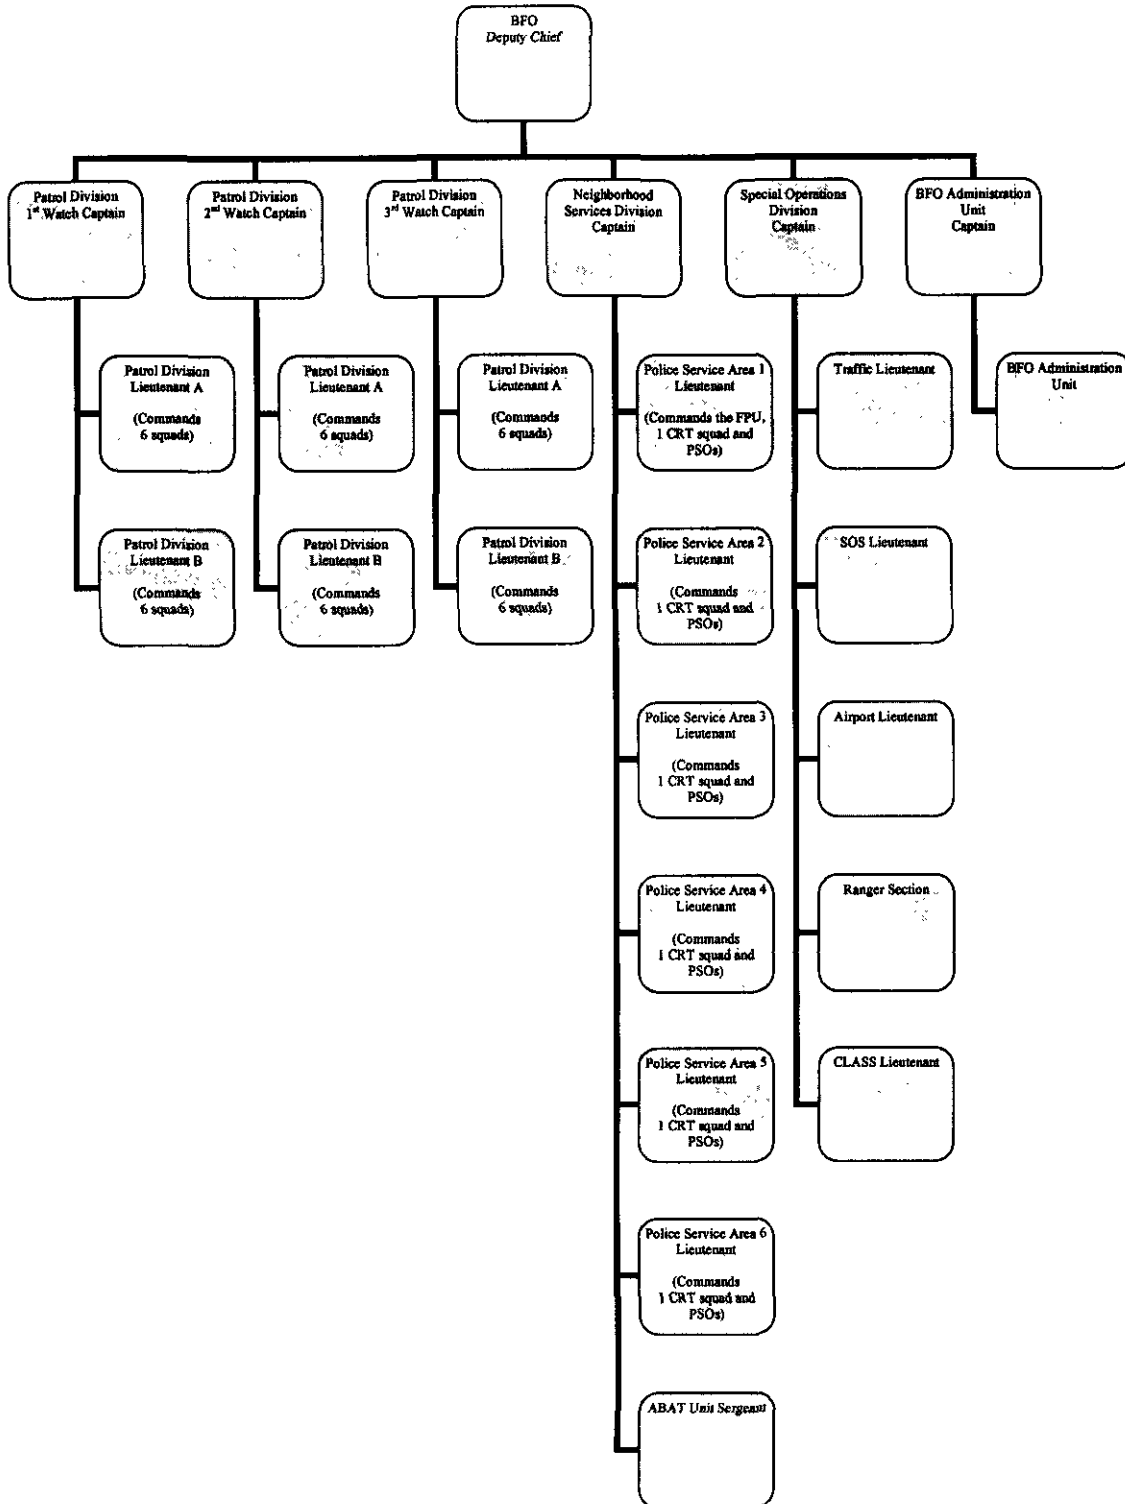 BFO
Deputy Chief
Patrol Division
1st Watch Captain
Patrol Division
2nd Watch Captain
Patrol Division
3rd Watch Captain
Neighborhood
Services Division
Captain
Special Operations
Division
Captain
BFO Administration
Unit
Captain
Patrol Division
Lieutenant A
(Commands
6 squads)
Patrol Division
Lieutenant A
(Commands
6 squads)
Patrol Division
Lieutenant A
(Commands
6 squads)
Police Service Area 1
Lieutenant
(Commands the FPU,
1 CRT squad and
PSOs)
Traffic Lieutenant
BFO Administration
Unit
Patrol Division
Lieutenant B
(Commands
6 squads)
Patrol Division
Lieutenant B
(Commands
6 squads)
Patrol Division
Lieutenant B
(Commands
6 squads)
Police Service Area 2
Lieutenant
(Commands
1 CRT squad and
PSOs)
SOS Lieutenant
Police Service Area 3
Lieutenant
(Commands
1 CRT squad and
PSOs)
Airport Lieutenant
Police Service Area 4
Lieutenant
(Commands
1 CRT squad and
PSOs)
Ranger Section
Police Service Area 5
Lieutenant
(Commands
1 CRT squad and
PSOs)
CLASS Lieutenant
Police Service Area 6
Lieutenant
(Commands
1 CRT squad and
PSOs)
ABAT Unit Sergeant